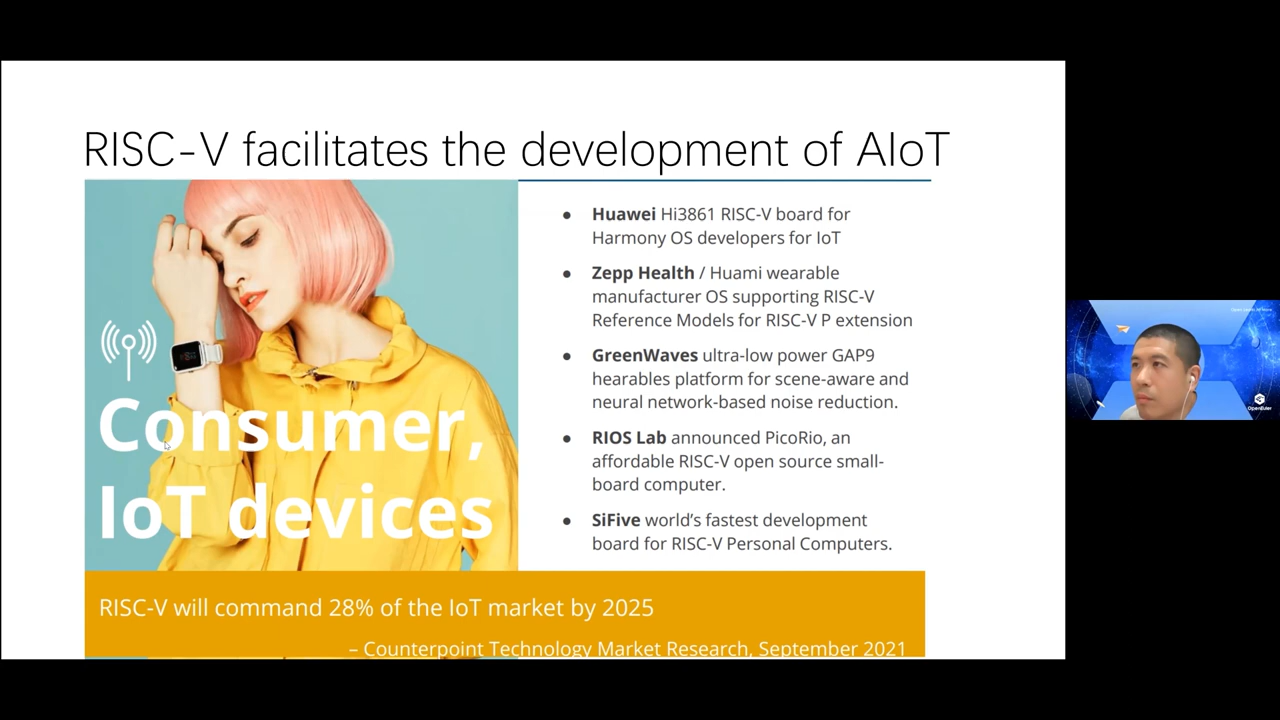 RISC-V facilitates the development of AIoT
Consumer,
IoT devices
● Huawei Hi3861 RISC-V board for
Harmony OS developers for IoT
● Zepp Health / Huami wearable
manufacturer OS supporting RISC-V
Reference Models for RISC-V P extension
● GreenWaves ultra-low power GAP9
hearables platform for scene-aware and
neural network-based noise reduction.
● RIOS Lab announced PicoRio, an
affordable RISC-V open source small-
board computer.
● SiFive world's fastest development
board for RISC-V Personal Computers.
RISC-V will command 28% of the IoT market by 2025
– Counterpoint Technology Market Research, September 2021
OpenEuler